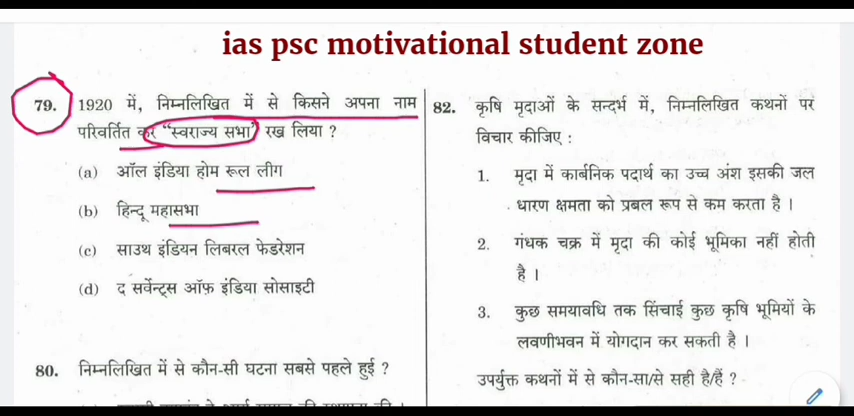 ias psc motivational student zone
79. 1920 में, निम्नलिखित में से किसने अपना नाम
परिवर्तित कर "स्वराज्य सभा" रख लिया ?
(a) ऑल इंडिया होम रूल लीग
(b) हिन्दू महासभा
(c) साउथ इंडियन लिबरल फेडरेशन
(d) द सर्वेन्ट्स ऑफ़ इंडिया सोसाइटी
80. निम्नलिखित में से कौन-सी घटना सबसे पहले हुई ?
82. कृषि मृदाओं के सन्दर्भ में, निम्नलिखित कथनों पर
विचार कीजिए :
1. मृदा में कार्बनिक पदार्थ का उच्च अंश इसकी जल
धारण क्षमता को प्रबल रूप से कम करता है ।
2. गंधक चक्र में मृदा की कोई भूमिका नहीं होती
है ।
3. कुछ समयावधि तक सिंचाई कुछ कृषि भूमियों के
लवणीभवन में योगदान कर सकती है ।
उपर्युक्त कथनों में से कौन-सा/से सही है/हैं ?